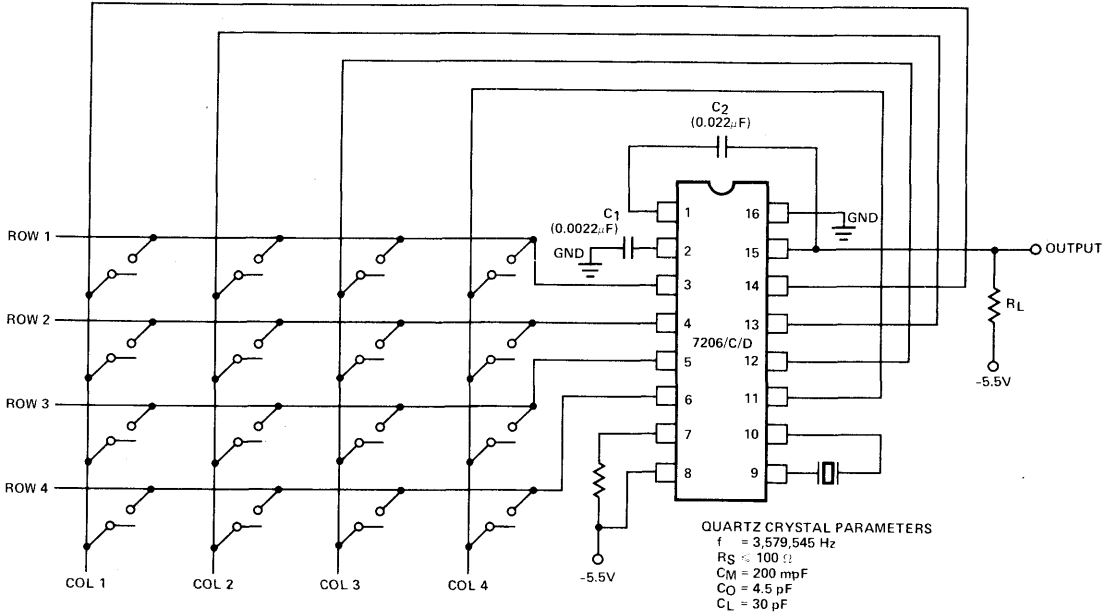 C2
(0.022μF)
C1
(0.0022μF)
GND
GND
1
2
3
4
5
6
7
8
16
15
14
13
12
11
10
9
7206/C/D
OUTPUT
RL
-5.5V
ROW 1
ROW 2
ROW 3
ROW 4
COL 1
COL 2
COL 3
COL 4
-5.5V
QUARTZ CRYSTAL PARAMETERS
f = 3,579,545 Hz
RS ≤ 100 Ω
CM = 200 mpF
CO = 4.5 pF
CL = 30 pF